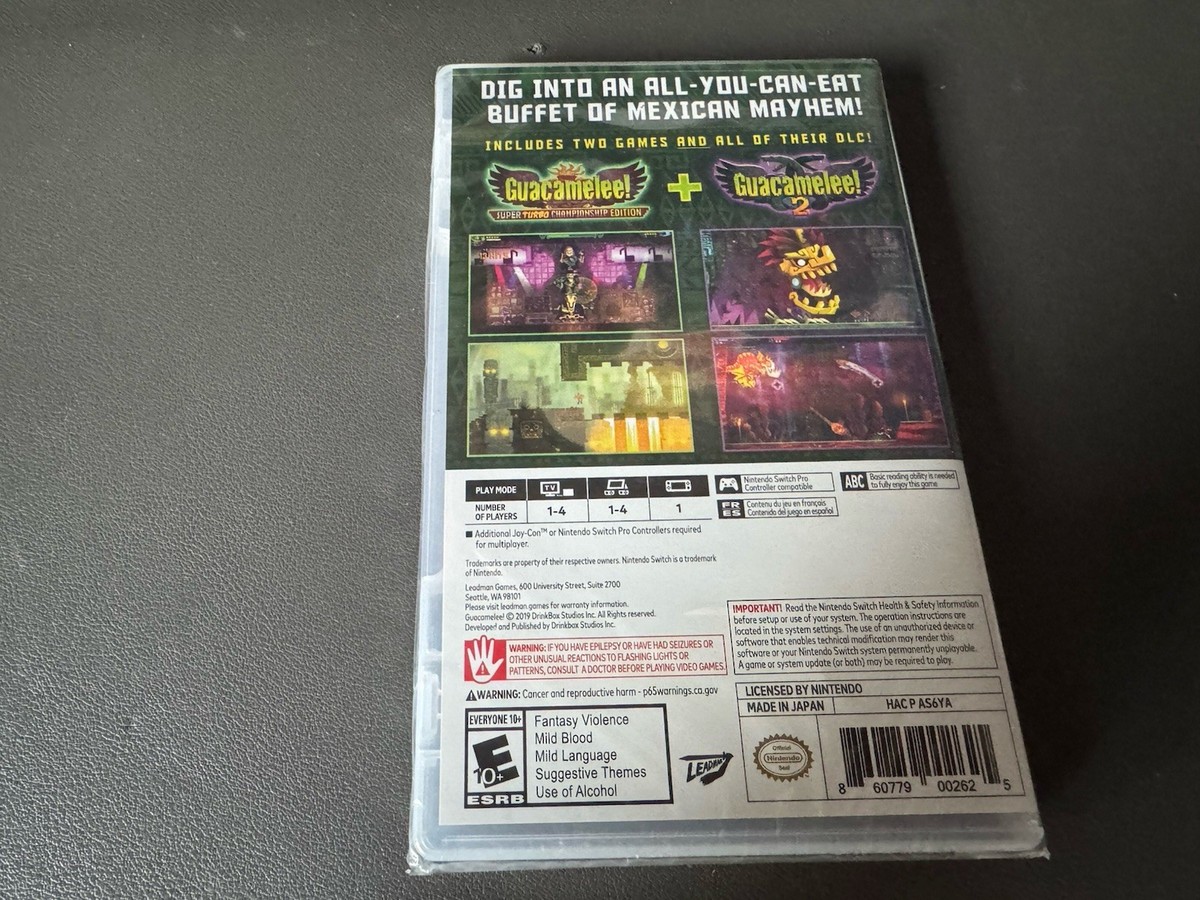 DIG INTO AN ALL-YOU-CAN-EAT
BUFFET OF MEXICAN MAYHEM!
INCLUDES TWO GAMES AND ALL OF THEIR DLC!
Guacamelee!
SUPER TURBO CHAMPIONSHIP EDITION
+
Guacamelee!
2
PLAY MODE
TV
NUMBER
OF PLAYERS
1-4
1-4
1
Nintendo Switch Pro
Controller compatible
ABC
Basic reading ability is needed
to fully enjoy this game.
FR
ES
Contenu du jeu en français
Contenido del juego en español
■ Additional Joy-Con™ or Nintendo Switch Pro Controllers required
for multiplayer.
Trademarks are property of their respective owners. Nintendo Switch is a trademark
of Nintendo.
Leadman Games, 600 University Street, Suite 2700
Seattle, WA 98101
Please visit leadman.games for warranty information.
Guacamelee! © 2019 DrinkBox Studios Inc. All Rights reserved.
Developed and Published by Drinkbox Studios Inc.
WARNING: IF YOU HAVE EPILEPSY OR HAVE HAD SEIZURES OR
OTHER UNUSUAL REACTIONS TO FLASHING LIGHTS OR
PATTERNS, CONSULT A DOCTOR BEFORE PLAYING VIDEO GAMES.
IMPORTANT! Read the Nintendo Switch Health & Safety Information
before setup or use of your system. The operation instructions are
located in the system settings. The use of an unauthorized device or
software that enables technical modification may render this
software or your Nintendo Switch system permanently unplayable.
A game or system update (or both) may be required to play.
WARNING: Cancer and reproductive harm - p65warnings.ca.gov
LICENSED BY NINTENDO
MADE IN JAPAN
HAC P AS6YA
EVERYONE 10+
E
10+
ESRB
Fantasy Violence
Mild Blood
Mild Language
Suggestive Themes
Use of Alcohol
LEADMAN
Official
Nintendo
Seal
8 60779 00262 5